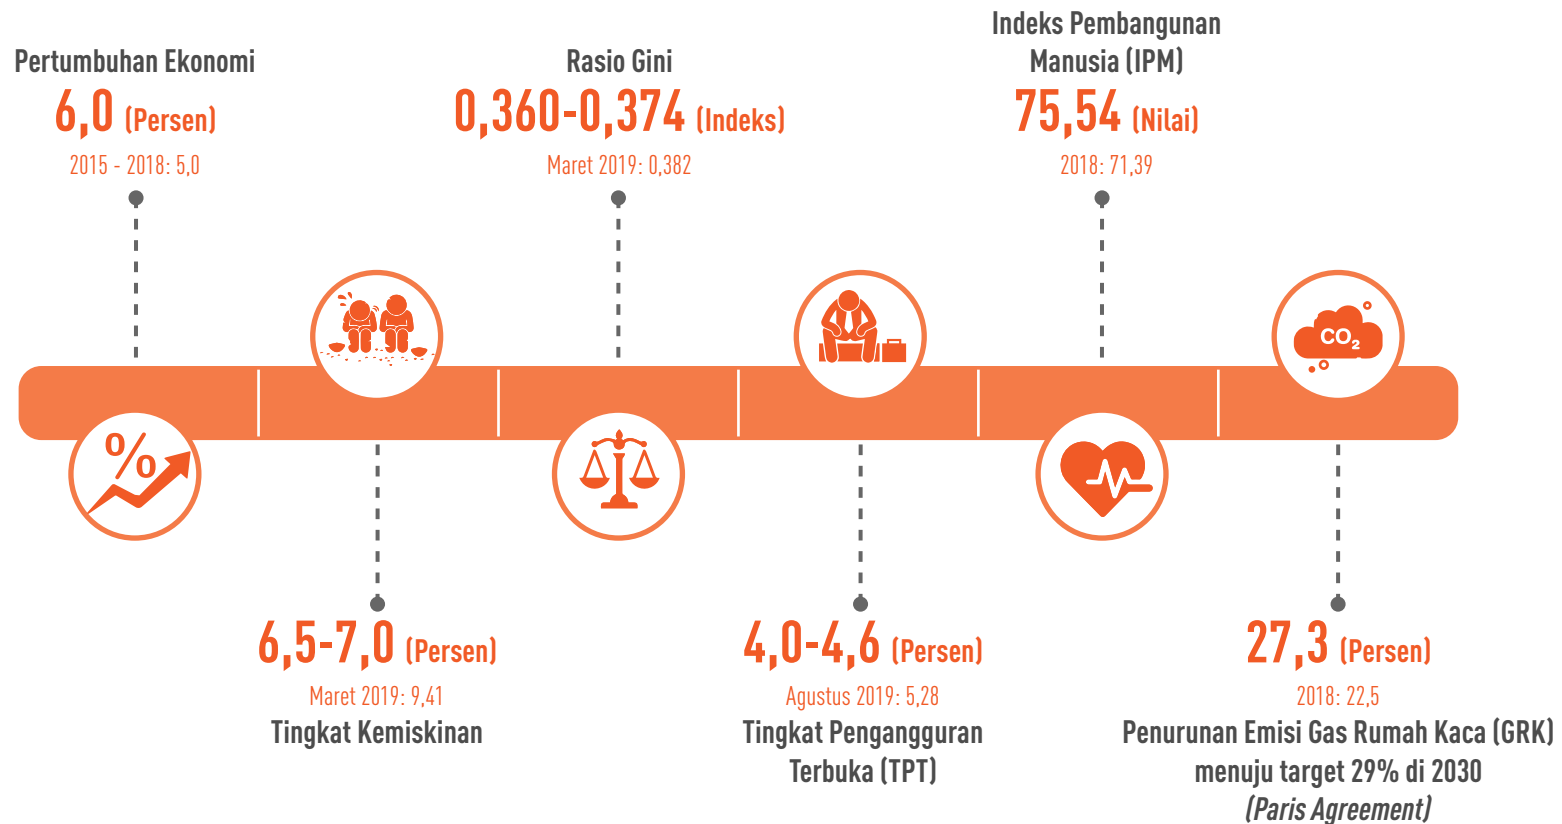 Pertumbuhan Ekonomi
6,0 (Persen)
2015 - 2018: 5,0
Rasio Gini
0,360-0,374 (Indeks)
Maret 2019: 0,382
Indeks Pembangunan
Manusia (IPM)
75,54 (Nilai)
2018: 71,39
%
CO2
6,5-7,0 (Persen)
Maret 2019: 9,41
Tingkat Kemiskinan
4,0-4,6 (Persen)
Agustus 2019: 5,28
Tingkat Pengangguran
Terbuka (TPT)
27,3 (Persen)
2018: 22,5
Penurunan Emisi Gas Rumah Kaca (GRK)
menuju target 29% di 2030
(Paris Agreement)